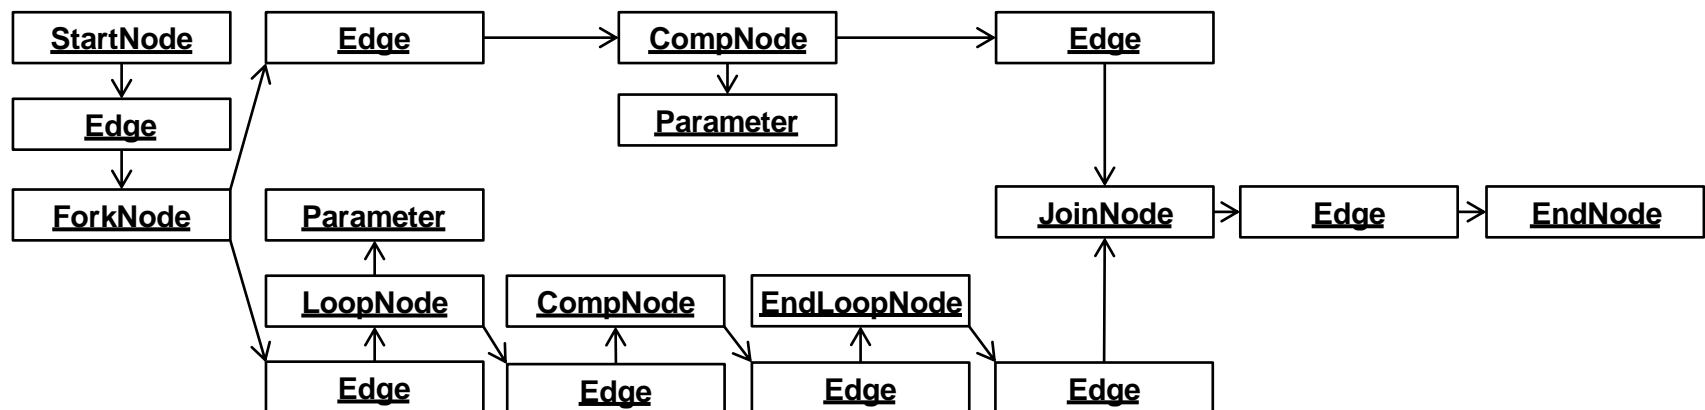 StartNode
Edge
CompNode
Edge
Edge
Parameter
ForkNode
Parameter
JoinNode
Edge
EndNode
LoopNode
CompNode
EndLoopNode
Edge
Edge
Edge
Edge